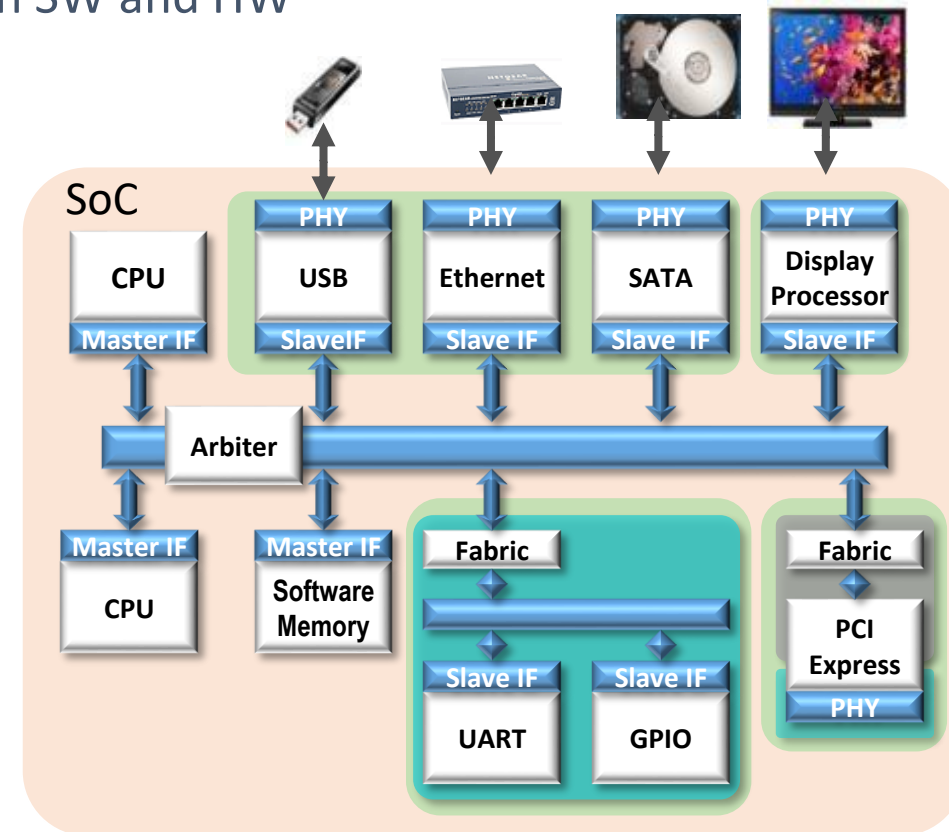 SW and HW
SoC
CPU
Master IF
PHY
USB
SlaveIF
PHY
Ethernet
Slave IF
PHY
SATA
Slave IF
PHY
Display
Processor
Slave IF
Arbiter
Master IF
CPU
Master IF
Software
Memory
Fabric
Slave IF
UART
Slave IF
GPIO
Fabric
PCI
Express
PHY